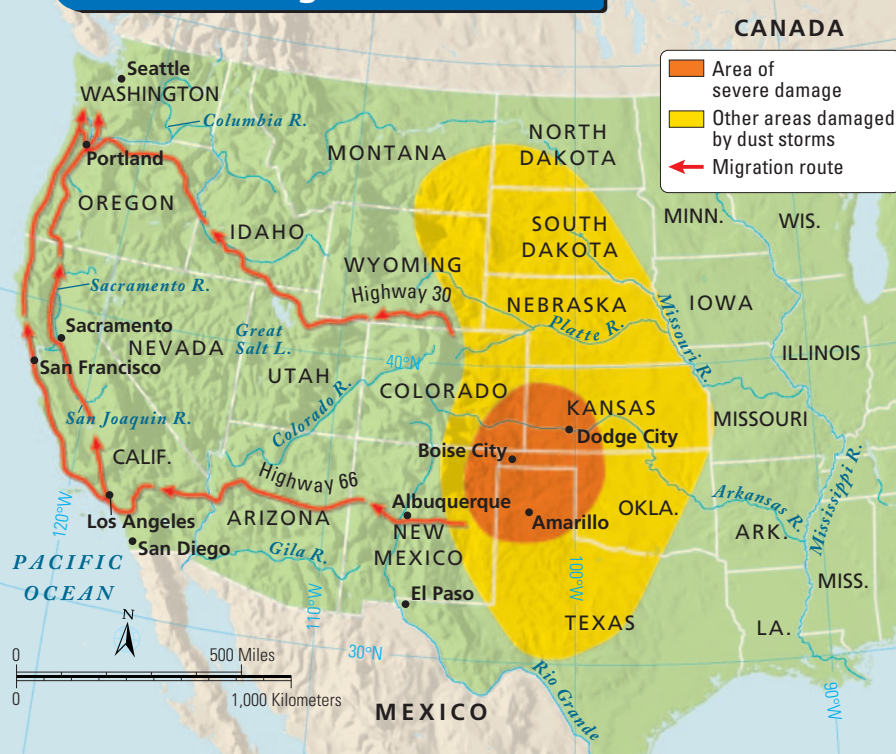 CANADA
Area of
severe damage
Other areas damaged
by dust storms
Migration route
Seattle
WASHINGTON
Columbia R.
Portland
OREGON
MONTANA
NORTH
DAKOTA
IDAHO
SOUTH
DAKOTA
MINN.
WIS.
WYOMING
Highway 30
Sacramento R.
NEBRASKA
Platte R.
Missouri R.
IOWA
Sacramento
NEVADA
Great
Salt L.
San Francisco
UTAH
40°N
COLORADO
ILLINOIS
San Joaquin R.
Colorado R.
KANSAS
Dodge City
MISSOURI
Boise City
CALIF.
Highway 66
Albuquerque
OKLA.
Arkansas R.
Mississippi R.
120°W
Los Angeles
ARIZONA
NEW
MEXICO
Amarillo
ARK.
San Diego
Gila R.
PACIFIC
OCEAN
El Paso
100°W
MISS.
110°W
TEXAS
LA.
N
30°N
Rio Grande
90°W
0
500 Miles
0
1,000 Kilometers
MEXICO